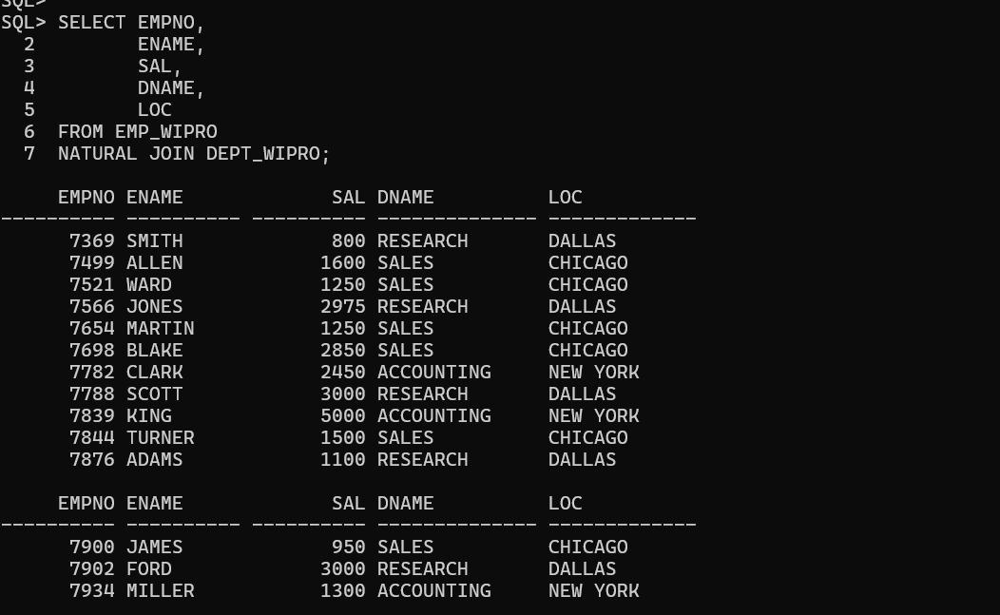 SQL>
SQL> SELECT EMPNO,
  2         ENAME,
  3         SAL,
  4         DNAME,
  5         LOC
  6  FROM EMP_WIPRO
  7  NATURAL JOIN DEPT_WIPRO;
     EMPNO ENAME             SAL DNAME          LOC
---------- ---------- ---------- -------------- -------------
      7369 SMITH             800 RESEARCH       DALLAS
      7499 ALLEN            1600 SALES          CHICAGO
      7521 WARD             1250 SALES          CHICAGO
      7566 JONES            2975 RESEARCH       DALLAS
      7654 MARTIN           1250 SALES          CHICAGO
      7698 BLAKE            2850 SALES          CHICAGO
      7782 CLARK            2450 ACCOUNTING     NEW YORK
      7788 SCOTT            3000 RESEARCH       DALLAS
      7839 KING             5000 ACCOUNTING     NEW YORK
      7844 TURNER           1500 SALES          CHICAGO
      7876 ADAMS            1100 RESEARCH       DALLAS
     EMPNO ENAME             SAL DNAME          LOC
---------- ---------- ---------- -------------- -------------
      7900 JAMES             950 SALES          CHICAGO
      7902 FORD             3000 RESEARCH       DALLAS
      7934 MILLER           1300 ACCOUNTING     NEW YORK